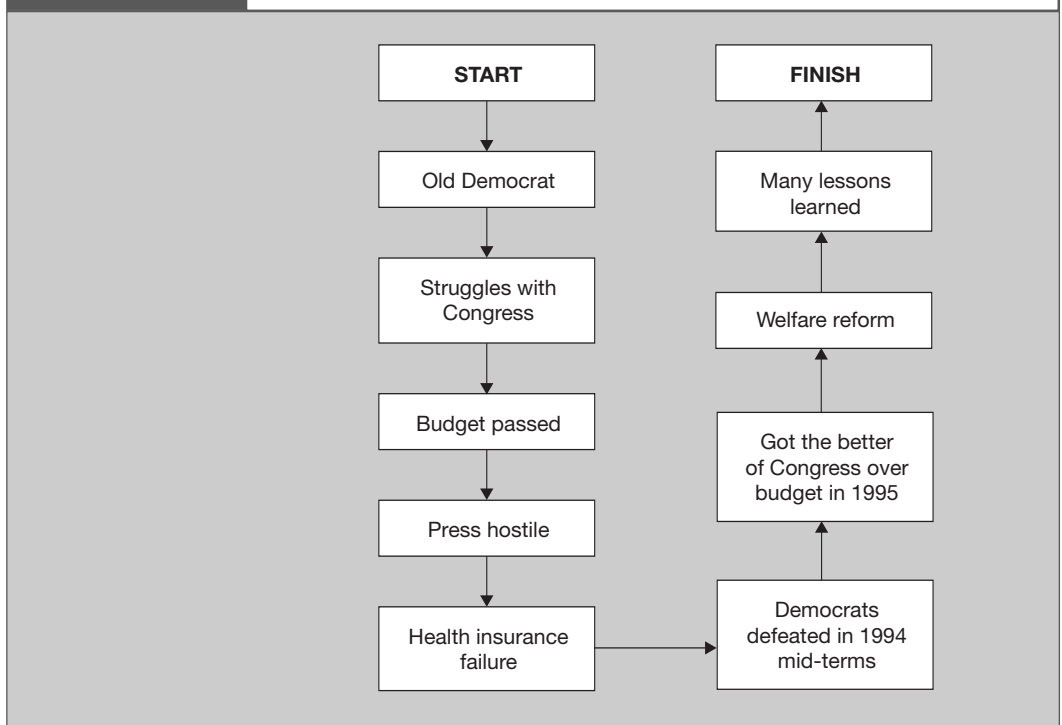 START
Old Democrat
Struggles with
Congress
Budget passed
Press hostile
Health insurance
failure
Democrats
defeated in 1994
mid-terms
Got the better
of Congress over
budget in 1995
Welfare reform
Many lessons
learned
FINISH